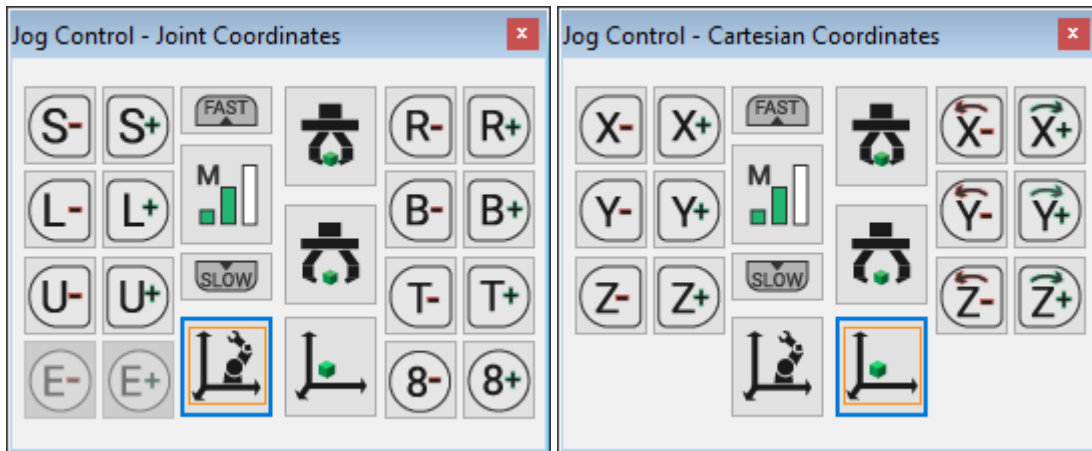 Jog Control - Joint Coordinates x
S- S+ FAST R- R+
M
L- L+ B- B+
U- U+ SLOW T- T+
E- E+ 8- 8+
Jog Control - Cartesian Coordinates x
X- X+ FAST X- X+
M
Y- Y+ Y- Y+
Z- Z+ SLOW Z- Z+